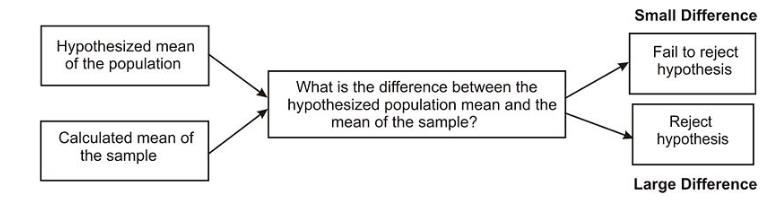 Hypothesized mean
of the population
Calculated mean of
the sample
What is the difference between the
hypothesized population mean and the
mean of the sample?
Small Difference
Fail to reject
hypothesis
Reject
hypothesis
Large Difference